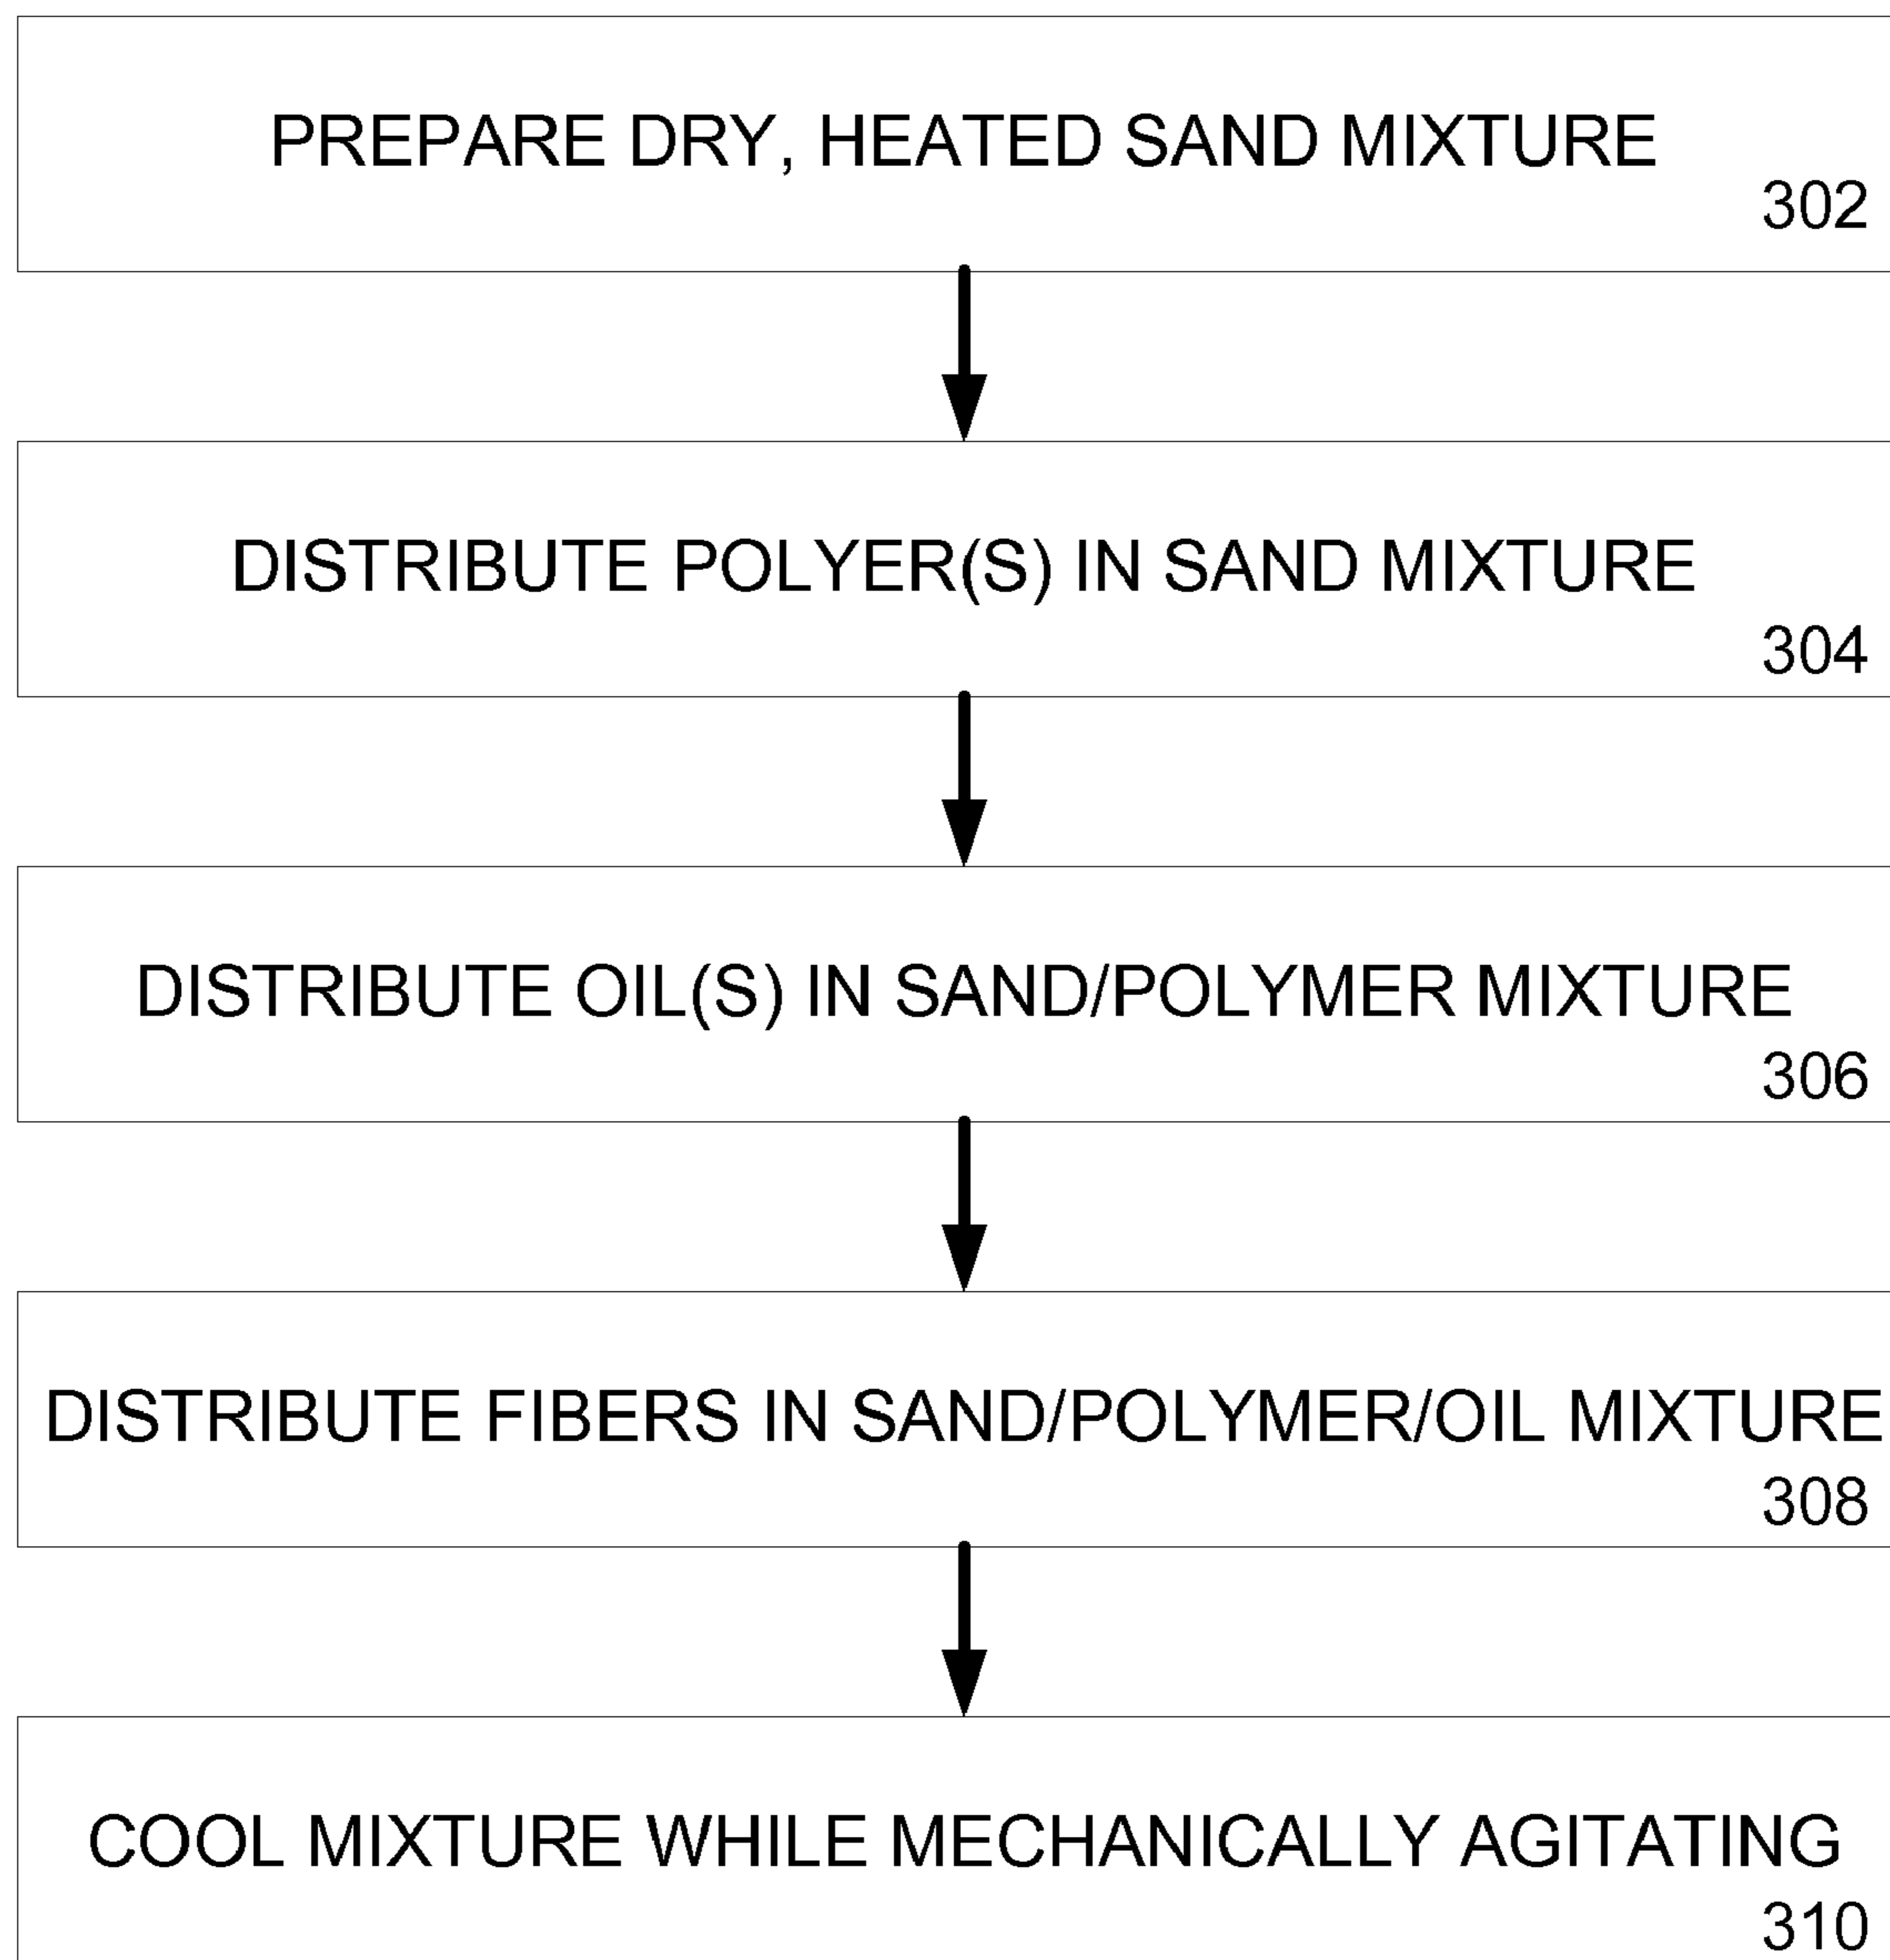 PREPARE DRY, HEATED SAND MIXTURE
302
DISTRIBUTE POLYER(S) IN SAND MIXTURE
304
DISTRIBUTE OIL(S) IN SAND/POLYMER MIXTURE
306
DISTRIBUTE FIBERS IN SAND/POLYMER/OIL MIXTURE
308
COOL MIXTURE WHILE MECHANICALLY AGITATING
310